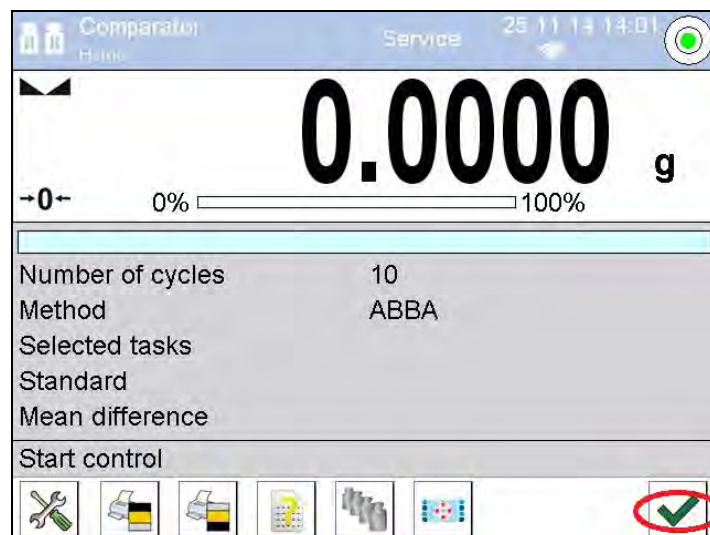 Comparator
Home
Service
25 11 14 14:01
0.0000 g
→0← 0% 100%
Number of cycles 10
Method ABBA
Selected tasks
Standard
Mean difference
Start control